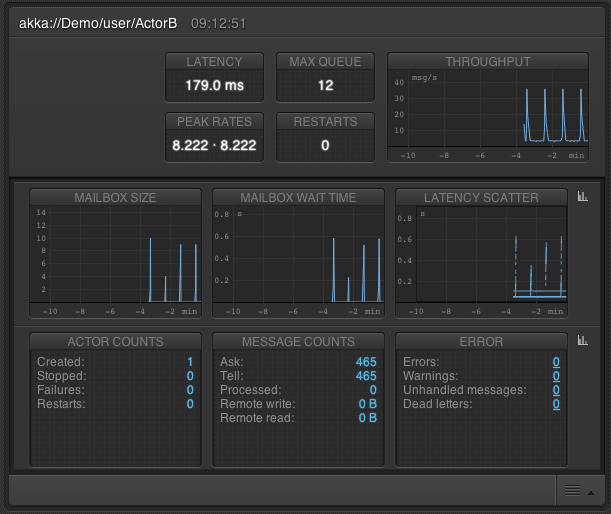 akka://Demo/user/ActorB 09:12:51
LATENCY
179.0 ms
MAX QUEUE
12
PEAK RATES
8.222 · 8.222
RESTARTS
0
THROUGHPUT
msg/s
40
30
20
10
−10 −8 −6 −4 −2 min
MAILBOX SIZE
14
12
10
8
6
4
2
−10 −8 −6 −4 −2 min
MAILBOX WAIT TIME
0.8 s
0.6
0.4
0.2
−10 −8 −6 −4 −2 min
LATENCY SCATTER
0.8 s
0.6
0.4
0.2
−10 −8 −6 −4 −2 min
ACTOR COUNTS
Created: 1
Stopped: 0
Failures: 0
Restarts: 0
MESSAGE COUNTS
Ask: 465
Tell: 465
Processed: 0
Remote write: 0 B
Remote read: 0 B
ERROR
Errors: 0
Warnings: 0
Unhandled messages: 0
Dead letters: 0